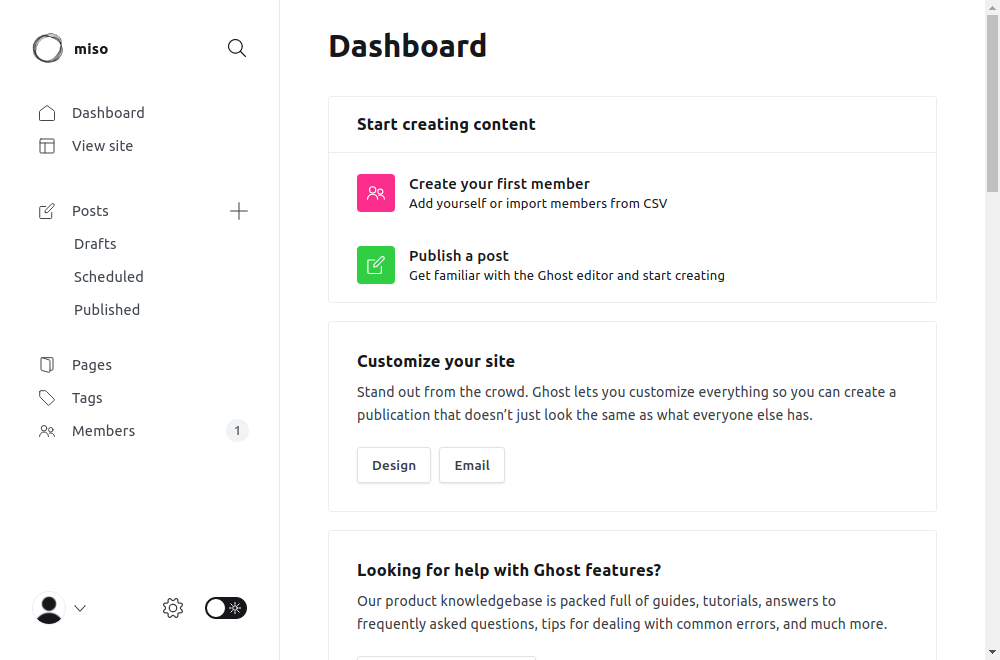 miso
Dashboard
View site
Posts
Drafts
Scheduled
Published
Pages
Tags
Members 1
Dashboard
Start creating content
Create your first member
Add yourself or import members from CSV
Publish a post
Get familiar with the Ghost editor and start creating
Customize your site
Stand out from the crowd. Ghost lets you customize everything so you can create a
publication that doesn’t just look the same as what everyone else has.
Design Email
Looking for help with Ghost features?
Our product knowledgebase is packed full of guides, tutorials, answers to
frequently asked questions, tips for dealing with common errors, and much more.